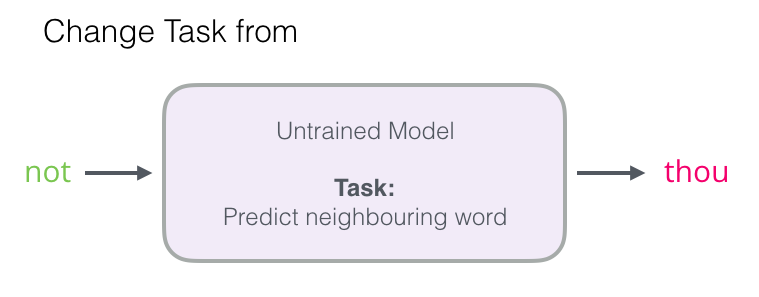 Change Task from
Untrained Model
not
Task:
thou
Predict neighbouring word